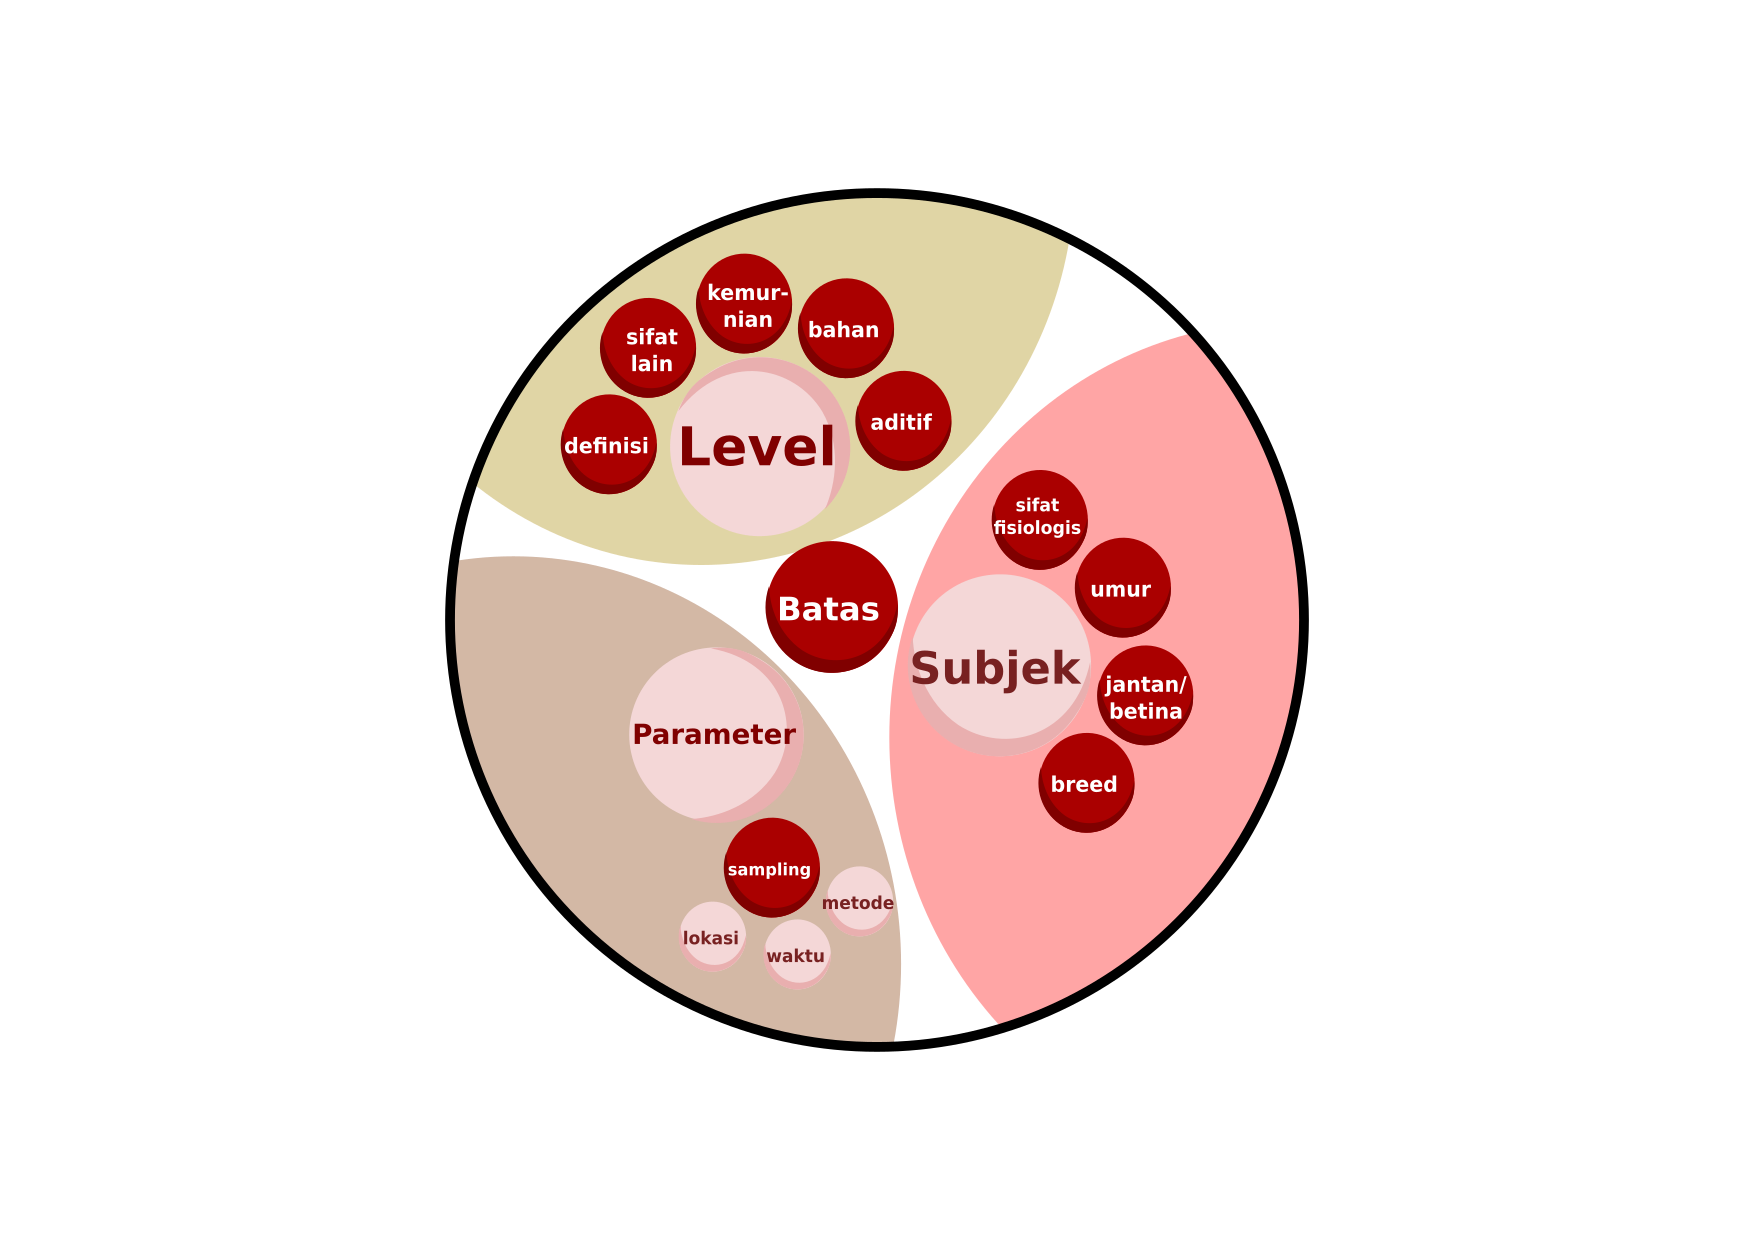 kemur-
nian
bahan
sifat
lain
aditif
definisi
Level
sifat
fisiologis
umur
Batas
Subjek
jantan/
betina
Parameter
breed
sampling
metode
lokasi
waktu